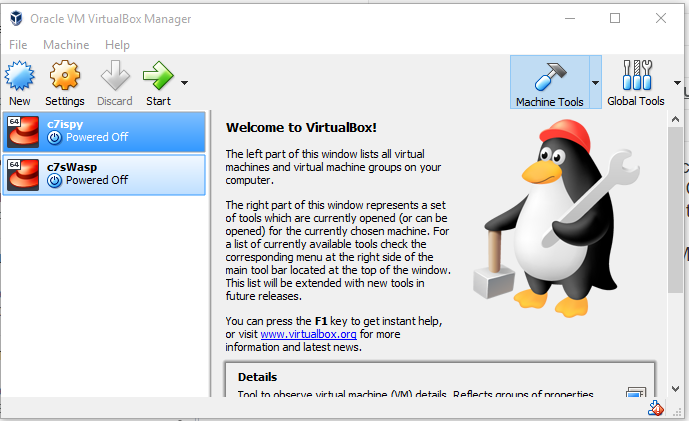 Oracle VM VirtualBox Manager
File Machine Help
New Settings Discard Start Machine Tools Global Tools
64 c7ispy
Powered Off
64 c7sWasp
Powered Off
Welcome to VirtualBox!
The left part of this window lists all virtual
machines and virtual machine groups on your
computer.
The right part of this window represents a set
of tools which are currently opened (or can be
opened) for the currently chosen machine. For
a list of currently available tools check the
corresponding menu at the right side of the
main tool bar located at the top of the window.
This list will be extended with new tools in
future releases.
You can press the F1 key to get instant help,
or visit www.virtualbox.org for more
information and latest news.
Details
Tool to observe virtual machine (VM) details. Reflects groups of properties